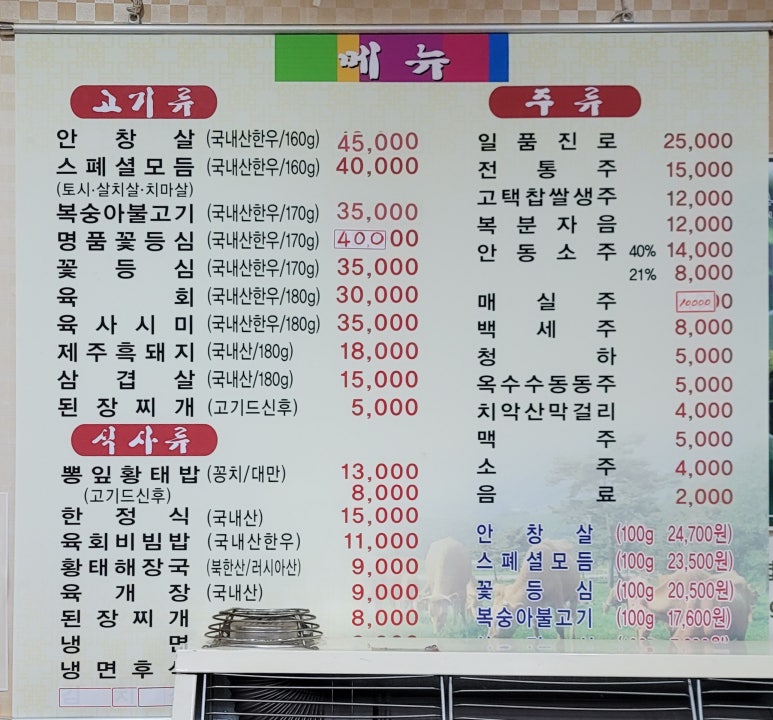 메뉴
고기류
안창살 (국내산한우/160g) 45,000
스페셜모듬 (국내산한우/160g) 40,000
(토시·살치살·치마살)
복숭아불고기 (국내산한우/170g) 35,000
명품꽃등심 (국내산한우/170g) 40,000
꽃등심 (국내산한우/170g) 35,000
육회 (국내산한우/180g) 30,000
육사시미 (국내산한우/180g) 35,000
제주흑돼지 (국내산/180g) 18,000
삼겹살 (국내산/180g) 15,000
된장찌개 (고기드신후) 5,000
식사류
뽕잎황태밥 (꽁치/대만) 13,000
(고기드신후) 8,000
한정식 (국내산) 15,000
육회비빔밥 (국내산한우) 11,000
황태해장국 (북한산/러시아산) 9,000
육개장 (국내산) 9,000
된장찌개 8,000
냉면
냉면후식
주류
일품진로 25,000
전통주 15,000
고택찹쌀생주 12,000
복분자음 12,000
안동소주 40% 14,000
21% 8,000
매실주 10000
백세주 8,000
청하 5,000
옥수수동동주 5,000
치악산막걸리 4,000
맥주 5,000
소주 4,000
음료 2,000
안창살 (100g 24,700원)
스페셜모듬 (100g 23,500원)
꽃등심 (100g 20,500원)
복숭아불고기 (100g 17,600원)